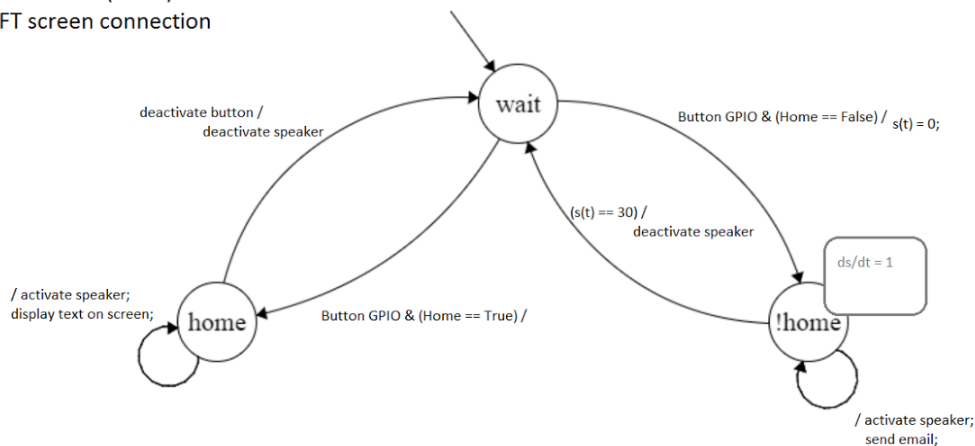 FT screen connection
wait
deactivate button /
deactivate speaker
Button GPIO & (Home == False) /
s(t) = 0;
(s(t) == 30) /
deactivate speaker
ds/dt = 1
/ activate speaker;
display text on screen;
home
Button GPIO & (Home == True) /
!home
/ activate speaker;
send email;